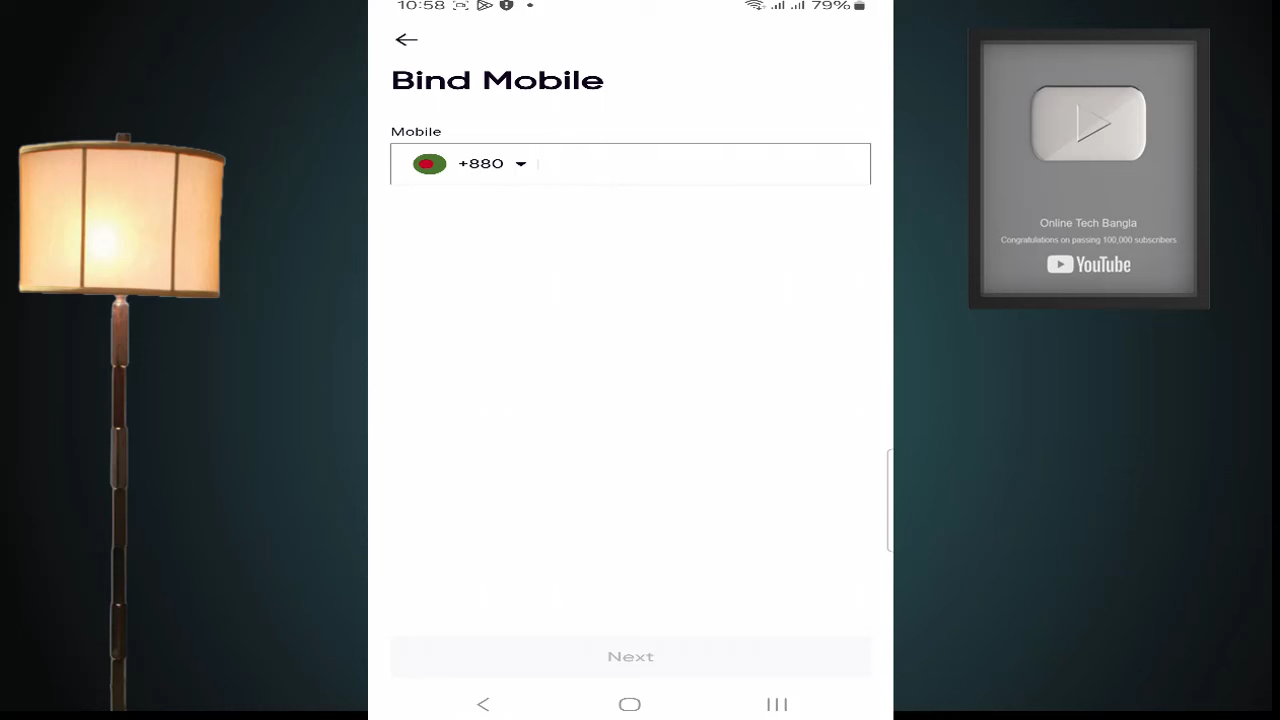 10:58 79%
Bind Mobile
Mobile
+880
Online Tech Bangla
Congratulations on passing 100,000 subscribers
YouTube
Next